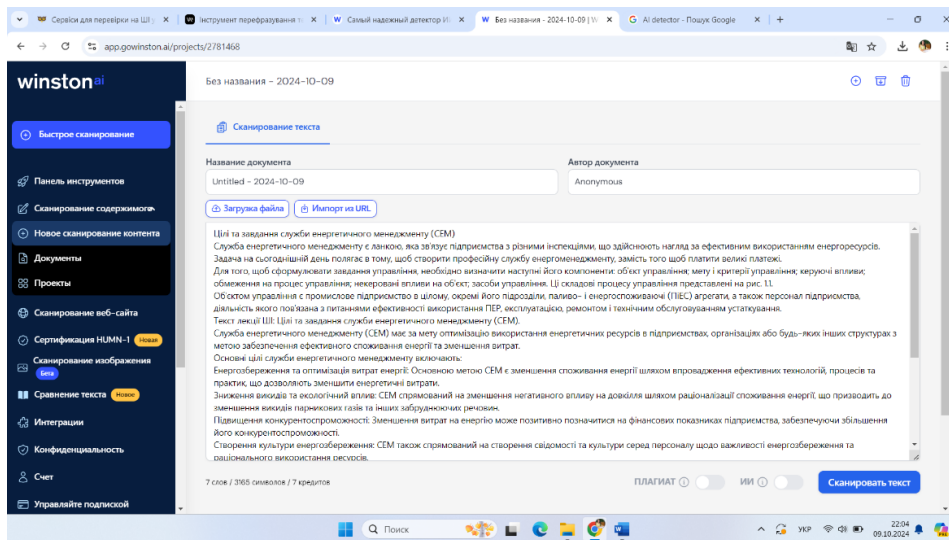 Сервіси для перевірки на ШІ
Інструмент перефразування т
Самый надежный детектор И
Без названия - 2024-10-09 | W
AI detector - Пошук Google
app.gowinston.ai/projects/2781468
winston ai
Без названия - 2024-10-09
Быстрое сканирование
Сканирование текста
Название документа
Автор документа
Untitled - 2024-10-09
Anonymous
Панель инструментов
Сканирование содержимого
Загрузка файла
Импорт из URL
Новое сканирование контента
Документы
Проекты
Сканирование веб-сайта
Сертификация HUMN-1 Новая
Сканирование изображения
Бета
Сравнение текста Новое
Интеграции
Конфиденциальность
Счет
Управляйте подпиской
Цілі та завдання служби енергетичного менеджменту (СЕМ)
Служба енергетичного менеджменту є ланкою, яка зв'язує підприємства з різними інспекціями, що здійснюють нагляд за ефективним використанням енергоресурсів.
Задача на сьогоднішній день полягає в тому, щоб створити професійну службу енергоменеджменту, замість того щоб платити великі платежі.
Для того, щоб сформулювати завдання управління, необхідно визначити наступні його компоненти: об'єкт управління; мету і критерії управління; керуючі впливи;
обмеження на процес управління; некеровані впливи на об'єкт; засоби управління. Ці складові процесу управління представлені на рис. 1.1.
Об'єктом управління є промислове підприємство в цілому, окремі його підрозділи, паливо- і енергоспоживаючі (ПіЕС) агрегати, а також персонал підприємства,
діяльність якого пов'язана з питаннями ефективності використання ПЕР, експлуатацією, ремонтом і технічним обслуговуванням устаткування.
Текст лекції ШІ: Цілі та завдання служби енергетичного менеджменту (СЕМ).
Служба енергетичного менеджменту (СЕМ) має за мету оптимізацію використання енергетичних ресурсів в підприємствах, організаціях або будь-яких інших структурах з
метою забезпечення ефективного споживання енергії та зменшення витрат.
Основні цілі служби енергетичного менеджменту включають:
Енергозбереження та оптимізація витрат енергії: Основною метою СЕМ є зменшення споживання енергії шляхом впровадження ефективних технологій, процесів та
практик, що дозволяють зменшити енергетичні витрати.
Зниження викидів та екологічний вплив: СЕМ спрямований на зменшення негативного впливу на довкілля шляхом раціоналізації споживання енергії, що призводить до
зменшення викидів парникових газів та інших забруднюючих речовин.
Підвищення конкурентоспроможності: Зменшення витрат на енергію може позитивно позначитися на фінансових показниках підприємства, забезпечуючи збільшення
його конкурентоспроможності.
Створення культури енергозбереження: СЕМ також спрямований на створення свідомості та культури серед персоналу щодо важливості енергозбереження та
раціонального використання ресурсів.
7 слов / 3165 символов / 7 кредитов
ПЛАГИАТ
ИИ
Сканировать текст
Поиск
УКР
22:04
09.10.2024